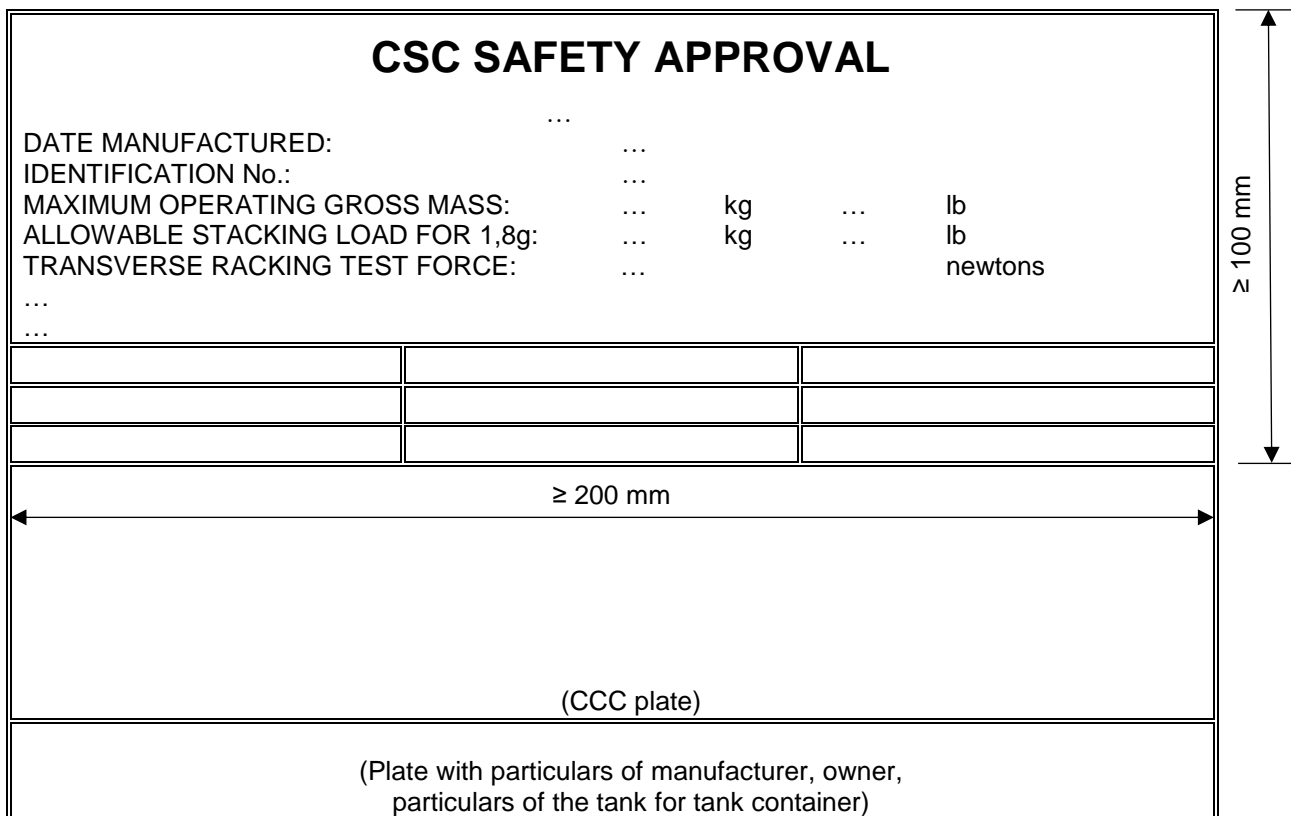 CSC SAFETY APPROVAL
…
DATE MANUFACTURED: …
IDENTIFICATION No.: …
MAXIMUM OPERATING GROSS MASS: … kg … lb
ALLOWABLE STACKING LOAD FOR 1,8g: … kg … lb
TRANSVERSE RACKING TEST FORCE: … newtons
…
…
≥ 100 mm
≥ 200 mm
(CCC plate)
(Plate with particulars of manufacturer, owner,
particulars of the tank for tank container)